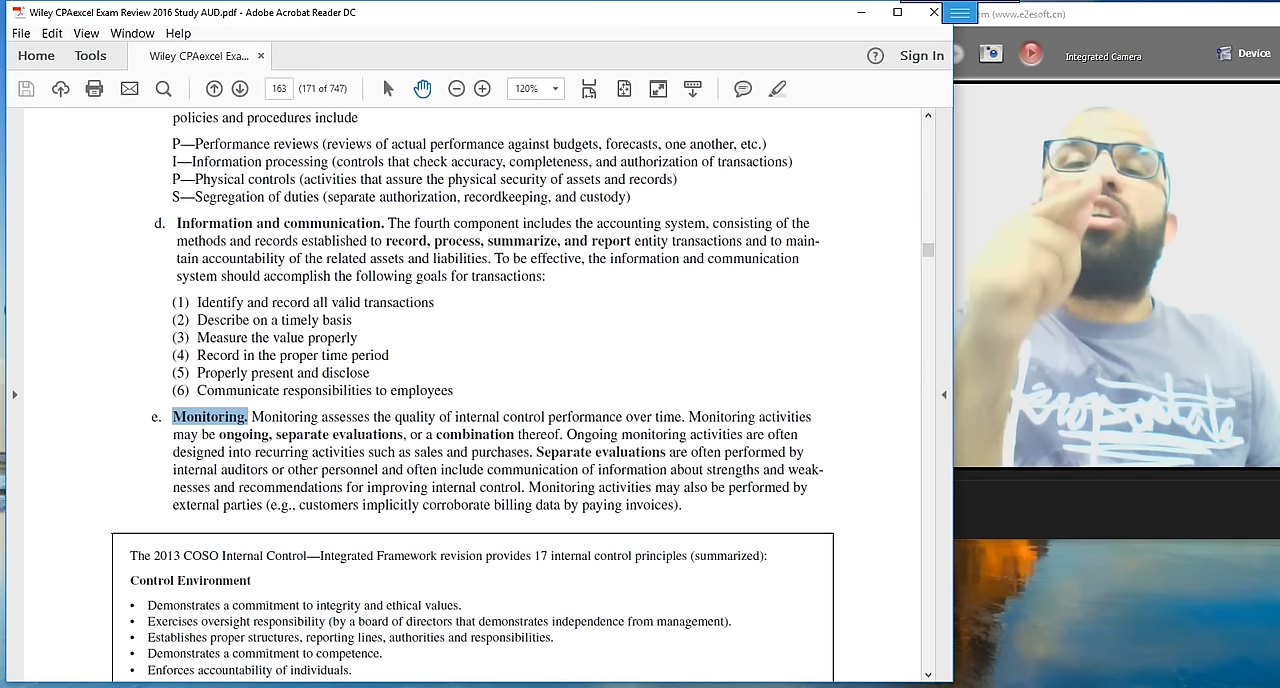 Wiley CPAexcel Exam Review 2016 Study AUD.pdf - Adobe Acrobat Reader DC
(www.e2esoft.cn)
File Edit View Window Help
Home Tools Wiley CPAexcel Exa... × Sign In
163 (171 of 747) 120%
Integrated Camera Device
policies and procedures include
P—Performance reviews (reviews of actual performance against budgets, forecasts, one another, etc.)
I—Information processing (controls that check accuracy, completeness, and authorization of transactions)
P—Physical controls (activities that assure the physical security of assets and records)
S—Segregation of duties (separate authorization, recordkeeping, and custody)
d. Information and communication. The fourth component includes the accounting system, consisting of the
methods and records established to record, process, summarize, and report entity transactions and to main-
tain accountability of the related assets and liabilities. To be effective, the information and communication
system should accomplish the following goals for transactions:
(1) Identify and record all valid transactions
(2) Describe on a timely basis
(3) Measure the value properly
(4) Record in the proper time period
(5) Properly present and disclose
(6) Communicate responsibilities to employees
e. Monitoring. Monitoring assesses the quality of internal control performance over time. Monitoring activities
may be ongoing, separate evaluations, or a combination thereof. Ongoing monitoring activities are often
designed into recurring activities such as sales and purchases. Separate evaluations are often performed by
internal auditors or other personnel and often include communication of information about strengths and weak-
nesses and recommendations for improving internal control. Monitoring activities may also be performed by
external parties (e.g., customers implicitly corroborate billing data by paying invoices).
The 2013 COSO Internal Control—Integrated Framework revision provides 17 internal control principles (summarized):
Control Environment
• Demonstrates a commitment to integrity and ethical values.
• Exercises oversight responsibility (by a board of directors that demonstrates independence from management).
• Establishes proper structures, reporting lines, authorities and responsibilities.
• Demonstrates a commitment to competence.
• Enforces accountability of individuals.